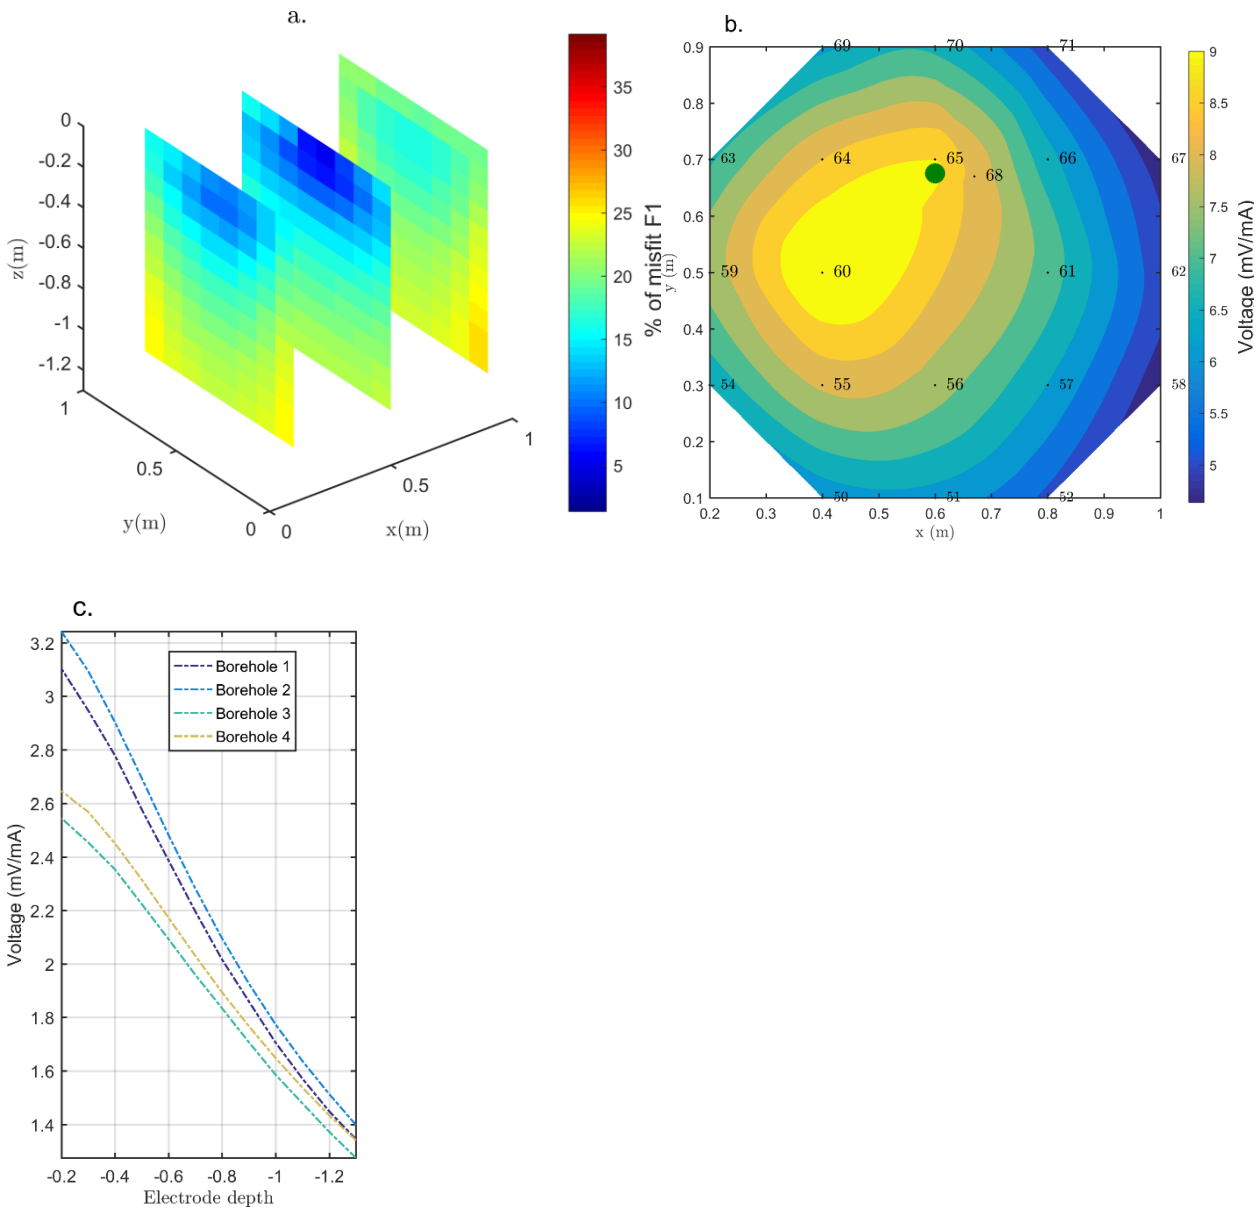 a.
0
-0.2
-0.4
-0.6
-0.8
-1
-1.2
z(m)
1
0.5
0
y(m)
0
0.5
1
x(m)
35
30
25
20
15
10
5
% of misfit F1
b.
0.9
0.8
0.7
0.6
0.5
0.4
0.3
0.2
0.1
y (m)
69 70 71
63 64 65 66 67
68
59 60 61 62
54 55 56 57 58
50 51 52
0.2 0.3 0.4 0.5 0.6 0.7 0.8 0.9 1
x (m)
9
8.5
8
7.5
7
6.5
6
5.5
5
Voltage (mV/mA)
c.
3.2
3
2.8
2.6
2.4
2.2
2
1.8
1.6
1.4
Voltage (mV/mA)
Borehole 1
Borehole 2
Borehole 3
Borehole 4
-0.2 -0.4 -0.6 -0.8 -1 -1.2
Electrode depth